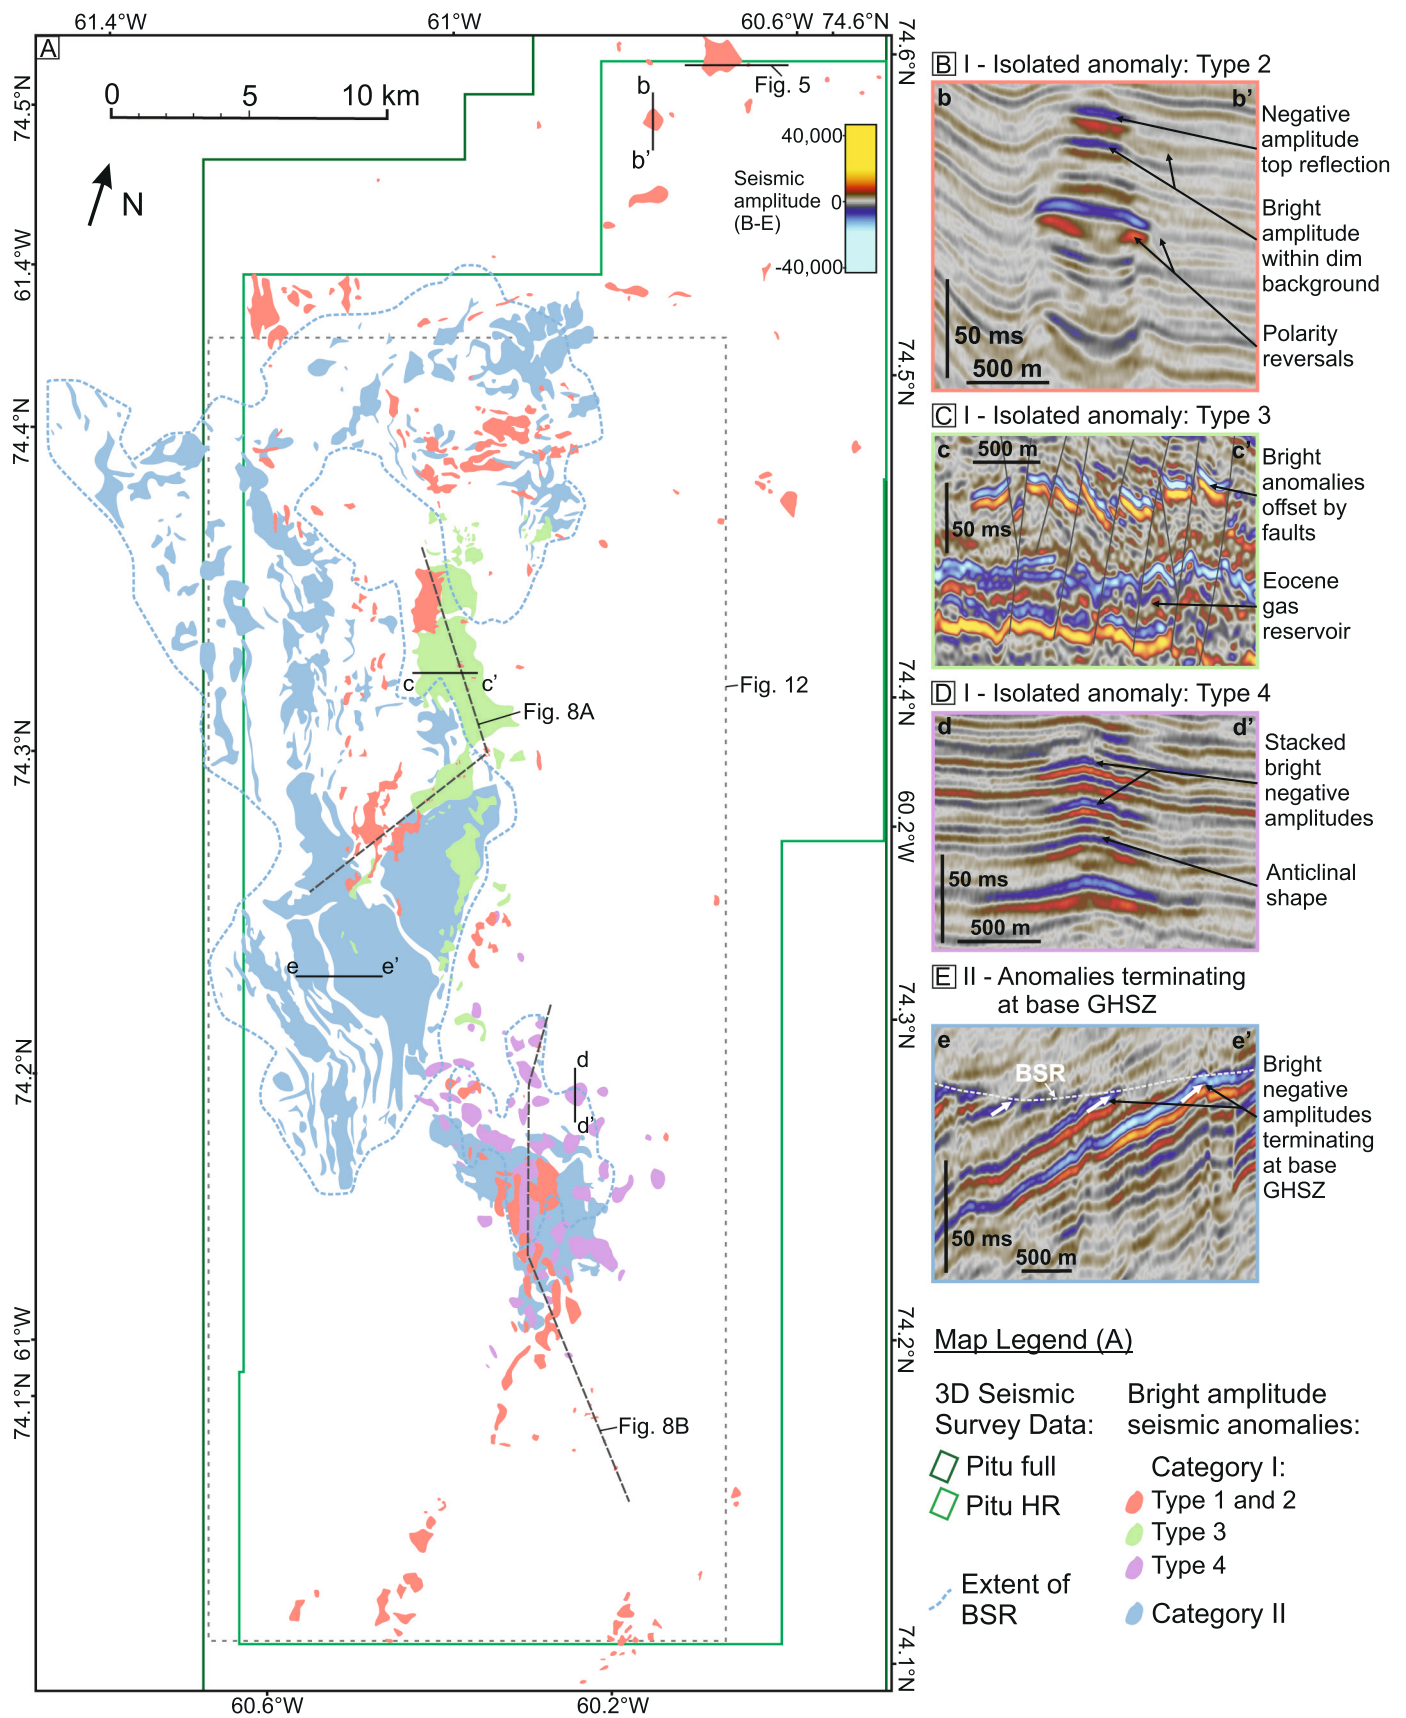 61.4°W
61°W
60.6°W
74.6°N
A
0
5
10 km
N
b
b’
Fig. 5
40,000
Seismic
amplitude
(B-E)
0
-40,000
74.5°N
61.4°W
74.4°N
74.3°N
74.2°N
61°W
74.1°N
74.6°N
74.5°N
74.4°N
60.2°W
74.3°N
74.2°N
74.1°N
60.6°W
60.2°W
c
c’
Fig. 8A
Fig. 12
e
e’
d
d’
Fig. 8B
B I - Isolated anomaly: Type 2
b
b’
50 ms
500 m
Negative
amplitude
top reflection
Bright
amplitude
within dim
background
Polarity
reversals
C I - Isolated anomaly: Type 3
c
500 m
c’
50 ms
Bright
anomalies
offset by
faults
Eocene
gas
reservoir
D I - Isolated anomaly: Type 4
d
d’
50 ms
500 m
Stacked
bright
negative
amplitudes
Anticlinal
shape
E II - Anomalies terminating
at base GHSZ
e
e’
BSR
50 ms
500 m
Bright
negative
amplitudes
terminating
at base
GHSZ
Map Legend (A)
3D Seismic
Survey Data:
Pitu full
Pitu HR
Extent of
BSR
Bright amplitude
seismic anomalies:
Category I:
Type 1 and 2
Type 3
Type 4
Category II